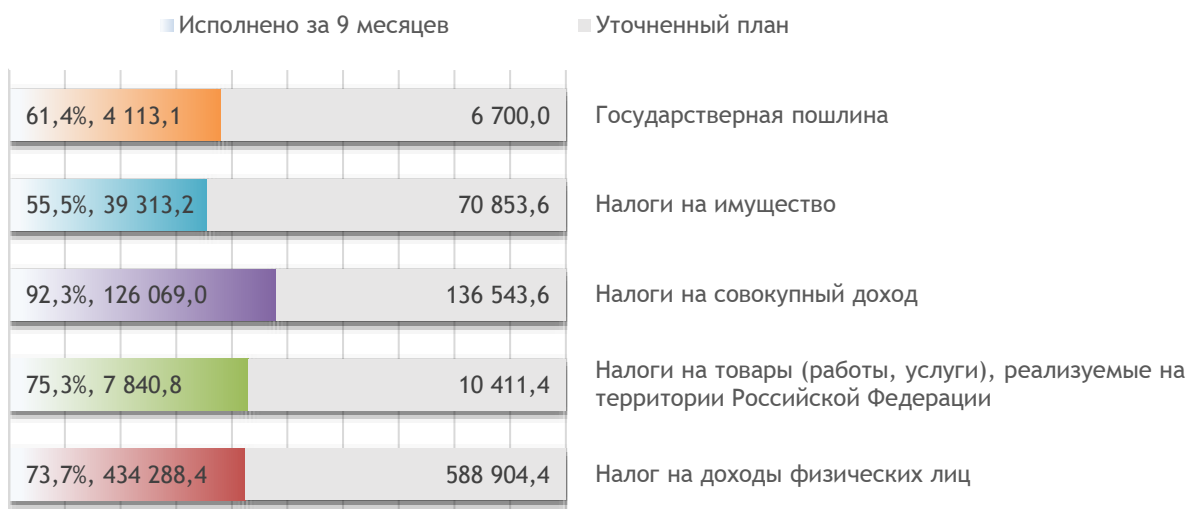 Исполнено за 9 месяцев Уточненный план
61,4%, 4 113,1 6 700,0 Государстверная пошлина
55,5%, 39 313,2 70 853,6 Налоги на имущество
92,3%, 126 069,0 136 543,6 Налоги на совокупный доход
75,3%, 7 840,8 10 411,4 Налоги на товары (работы, услуги), реализуемые на
территории Российской Федерации
73,7%, 434 288,4 588 904,4 Налог на доходы физических лиц